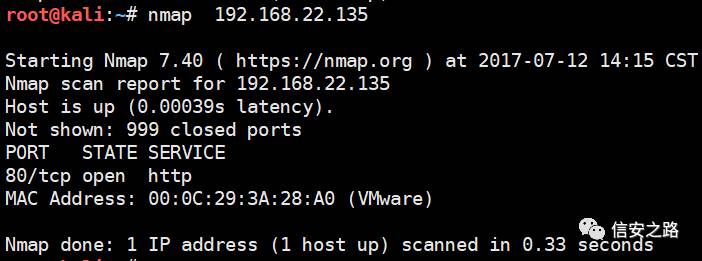 root@kali:~# nmap  192.168.22.135
Starting Nmap 7.40 ( https://nmap.org ) at 2017-07-12 14:15 CST
Nmap scan report for 192.168.22.135
Host is up (0.00039s latency).
Not shown: 999 closed ports
PORT   STATE SERVICE
80/tcp open  http
MAC Address: 00:0C:29:3A:28:A0 (VMware)
信安之路
Nmap done: 1 IP address (1 host up) scanned in 0.33 seconds